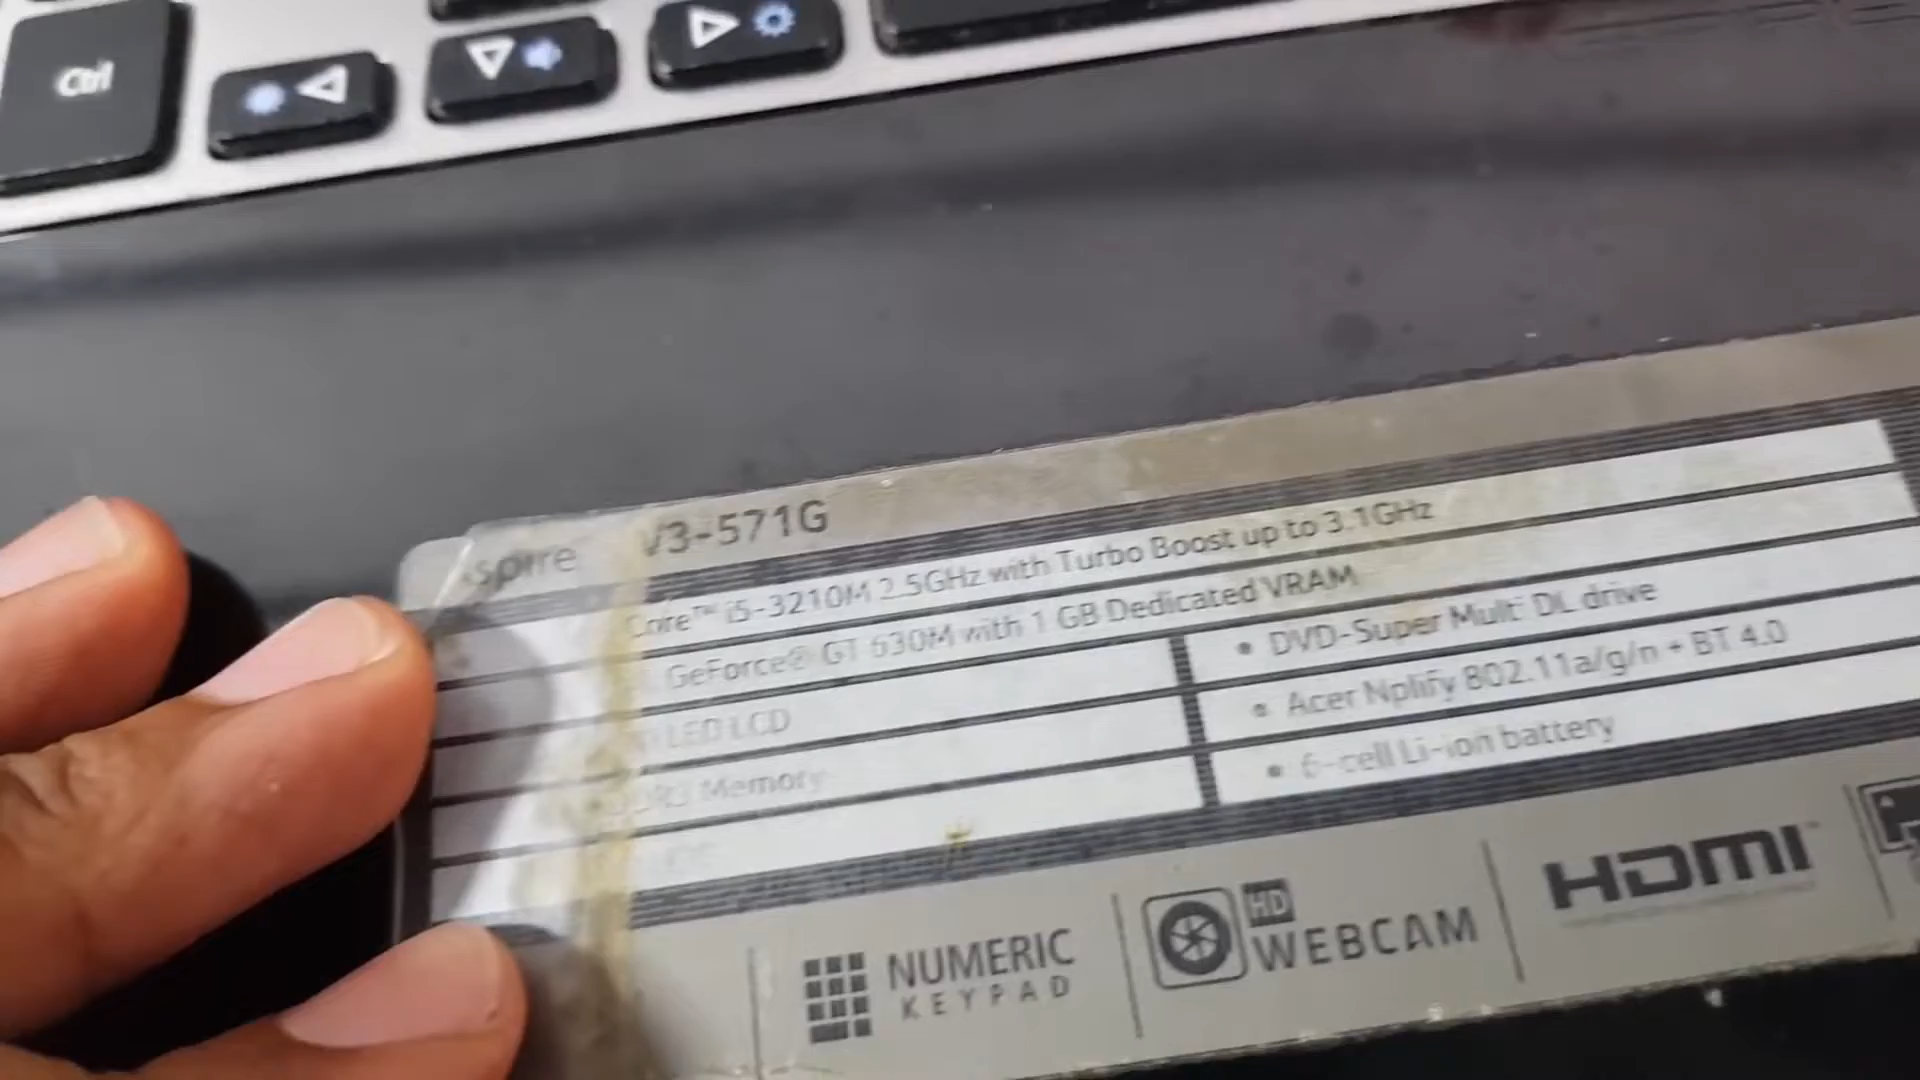 Ctrl
spire V3-571G
Core™ i5-3210M 2.5GHz with Turbo Boost up to 3.1GHz
GeForce® GT 630M with 1 GB Dedicated VRAM
LED LCD
• DVD-Super Multi DL drive
DR3 Memory
• Acer Nplify 802.11a/g/n + BT 4.0
• 6-cell Li-ion battery
NUMERIC
KEYPAD
HD
WEBCAM
HDMI™